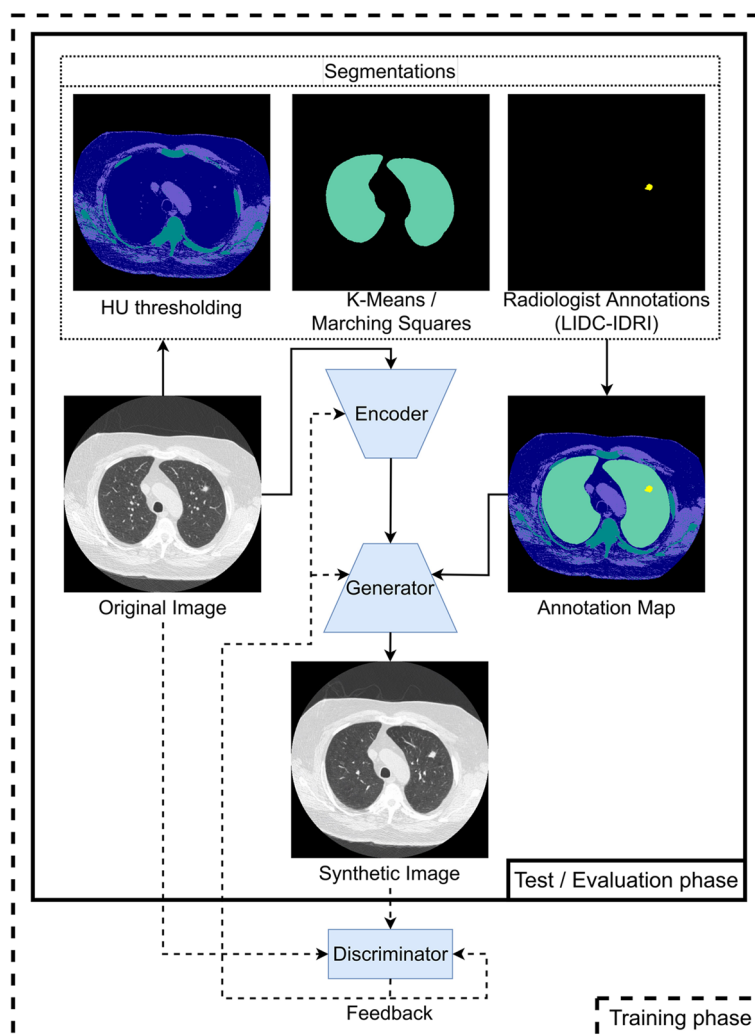 Segmentations
HU thresholding
K-Means /
Marching Squares
Radiologist Annotations
(LIDC-IDRI)
Encoder
Original Image
Generator
Annotation Map
Synthetic Image
Test / Evaluation phase
Discriminator
Feedback
Training phase